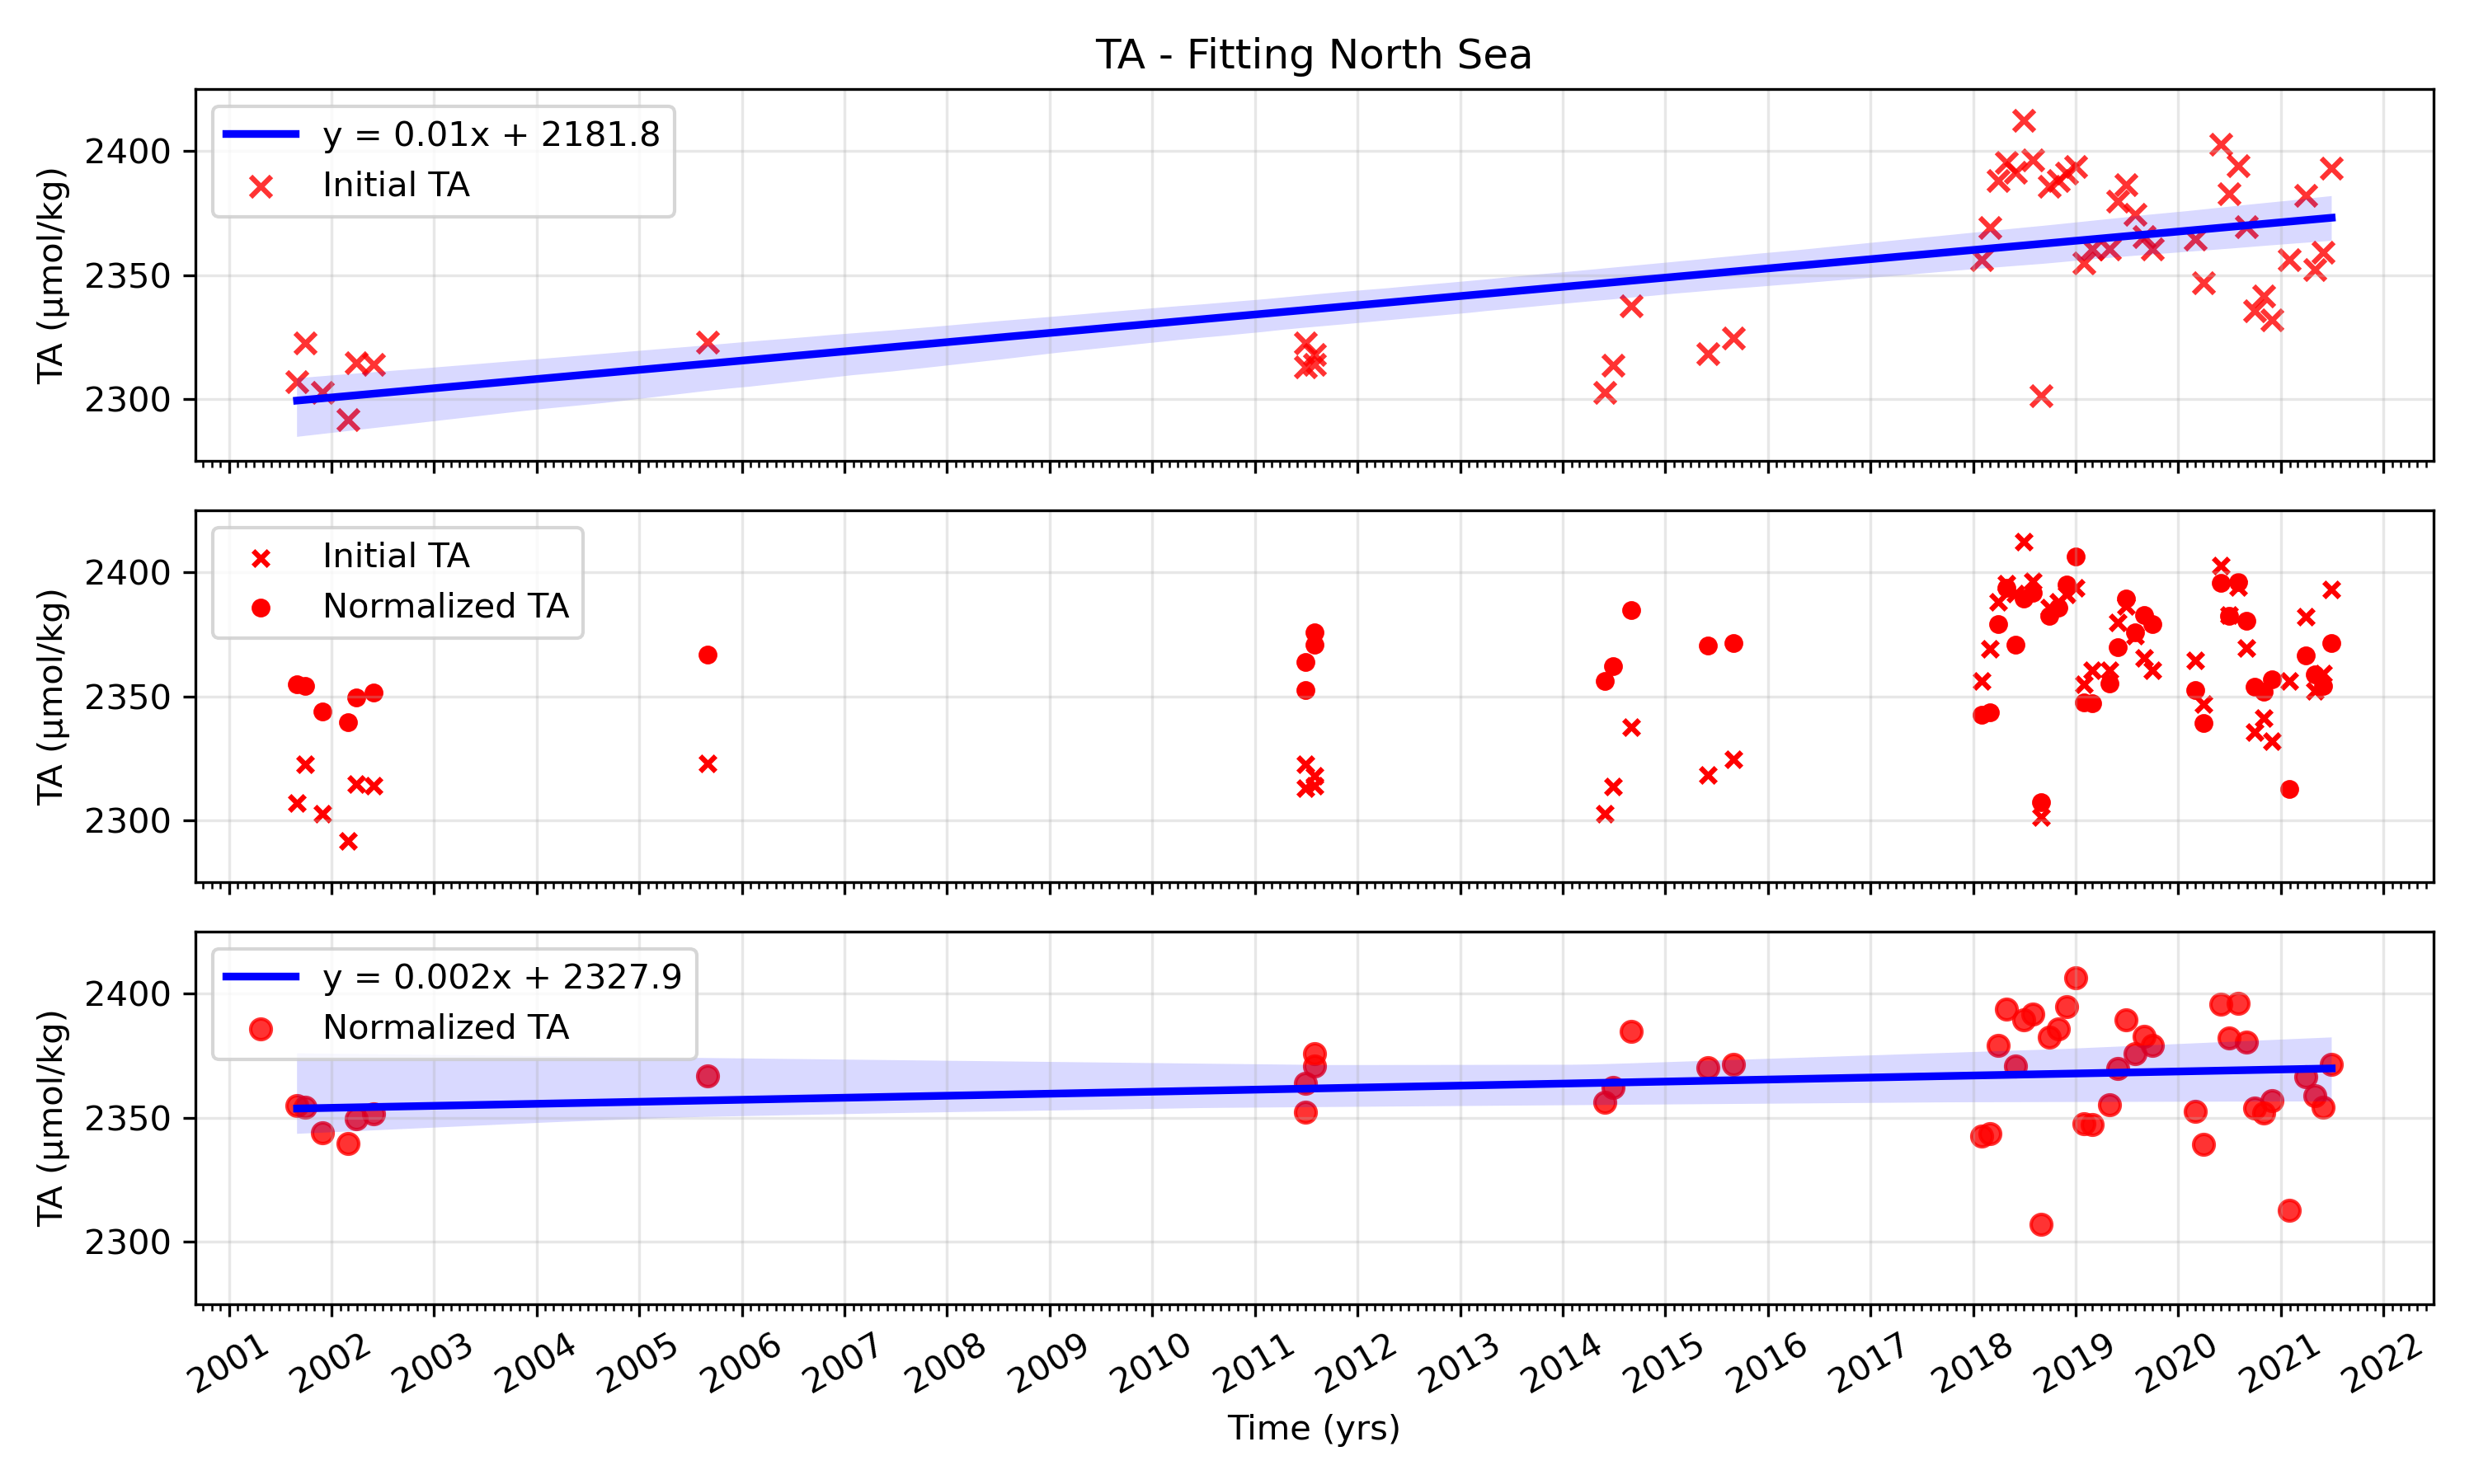 TA - Fitting North Sea
y = 0.01x + 2181.8
Initial TA
2400
2350
2300
TA (μmol/kg)
Initial TA
Normalized TA
2400
2350
2300
TA (μmol/kg)
y = 0.002x + 2327.9
Normalized TA
2400
2350
2300
TA (μmol/kg)
2001 2002 2003 2004 2005 2006 2007 2008 2009 2010 2011 2012 2013 2014 2015 2016 2017 2018 2019 2020 2021 2022
Time (yrs)